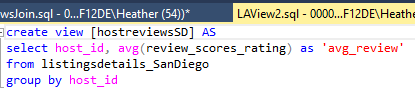 wsJoin.sql - 0...F12DE\Heather (54))* LAView2.sql - 0000...F12DE\Heather
create view [hostreviewsSD] AS
select host_id, avg(review_scores_rating) as 'avg_review'
from listingsdetails_SanDiego
group by host_id